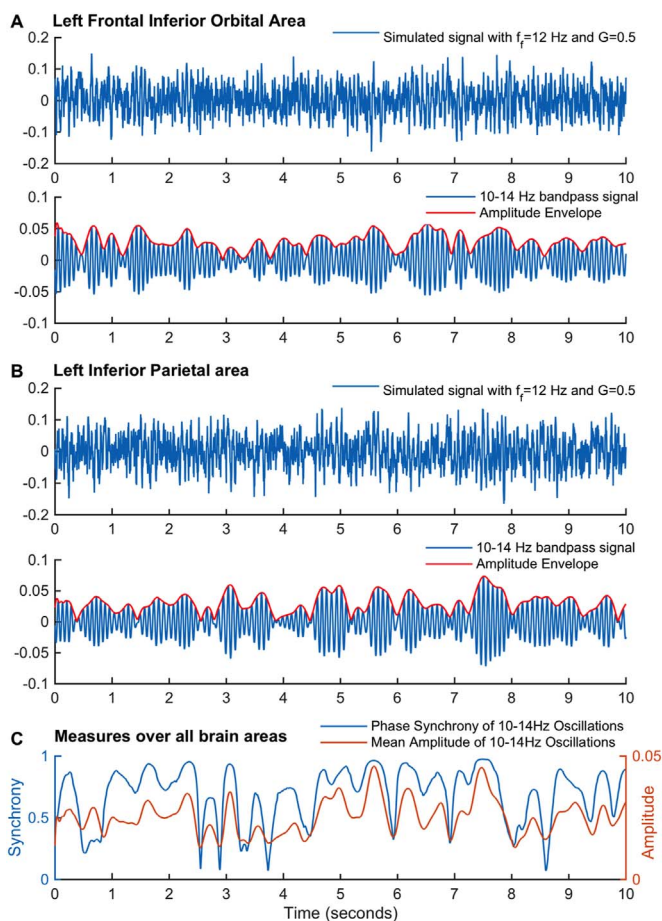 A Left Frontal Inferior Orbital Area
Simulated signal with f_f=12 Hz and G=0.5
0.2
0.1
0
-0.1
-0.2
0 1 2 3 4 5 6 7 8 9 10
10-14 Hz bandpass signal
Amplitude Envelope
0.1
0.05
0
-0.05
-0.1
0 1 2 3 4 5 6 7 8 9 10
B Left Inferior Parietal area
Simulated signal with f_f=12 Hz and G=0.5
0.2
0.1
0
-0.1
-0.2
0 1 2 3 4 5 6 7 8 9 10
10-14 Hz bandpass signal
Amplitude Envelope
0.1
0.05
0
-0.05
-0.1
0 1 2 3 4 5 6 7 8 9 10
C Measures over all brain areas
Phase Synchrony of 10-14Hz Oscillations
Mean Amplitude of 10-14Hz Oscillations
Synchrony
1
0.5
0
0.05
0
Amplitude
0 1 2 3 4 5 6 7 8 9 10
Time (seconds)